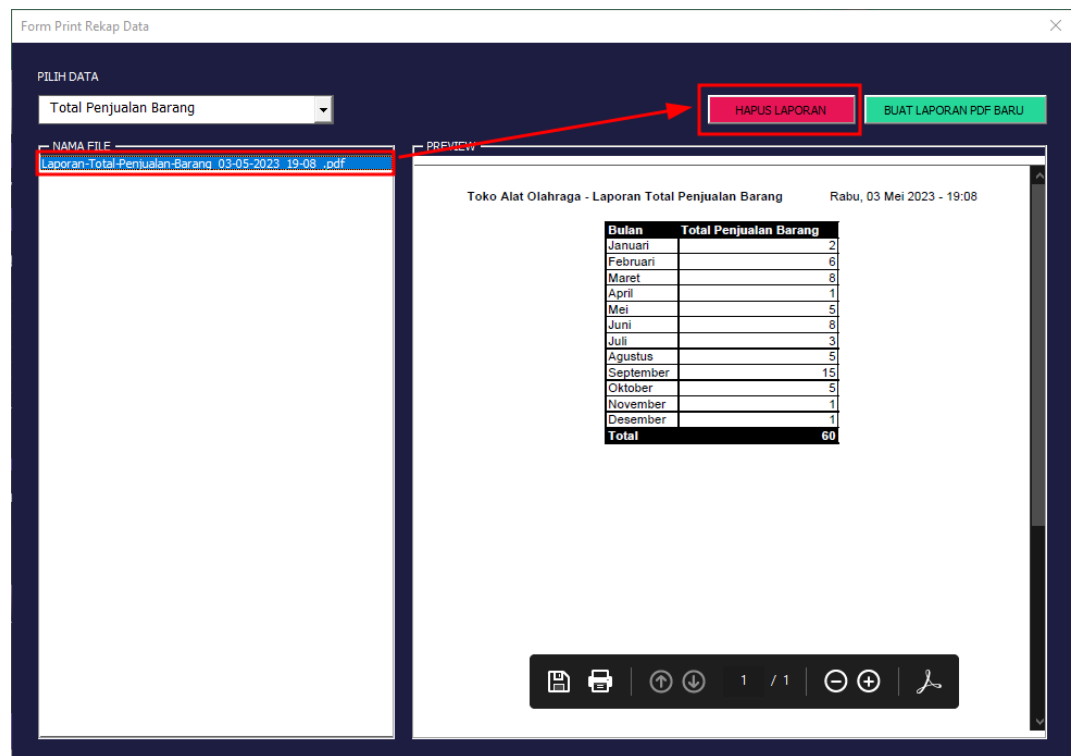 Form Print Rekap Data
PILIH DATA
Total Penjualan Barang
HAPUS LAPORAN
BUAT LAPORAN PDF BARU
NAMA FILE
Laporan-Total-Penjualan-Barang_03-05-2023_19-08_.pdf
PREVIEW
Toko Alat Olahraga - Laporan Total Penjualan Barang Rabu, 03 Mei 2023 - 19:08
Bulan Total Penjualan Barang
Januari 2
Februari 6
Maret 8
April 1
Mei 5
Juni 8
Juli 3
Agustus 5
September 15
Oktober 5
November 1
Desember 1
Total 60
1 / 1